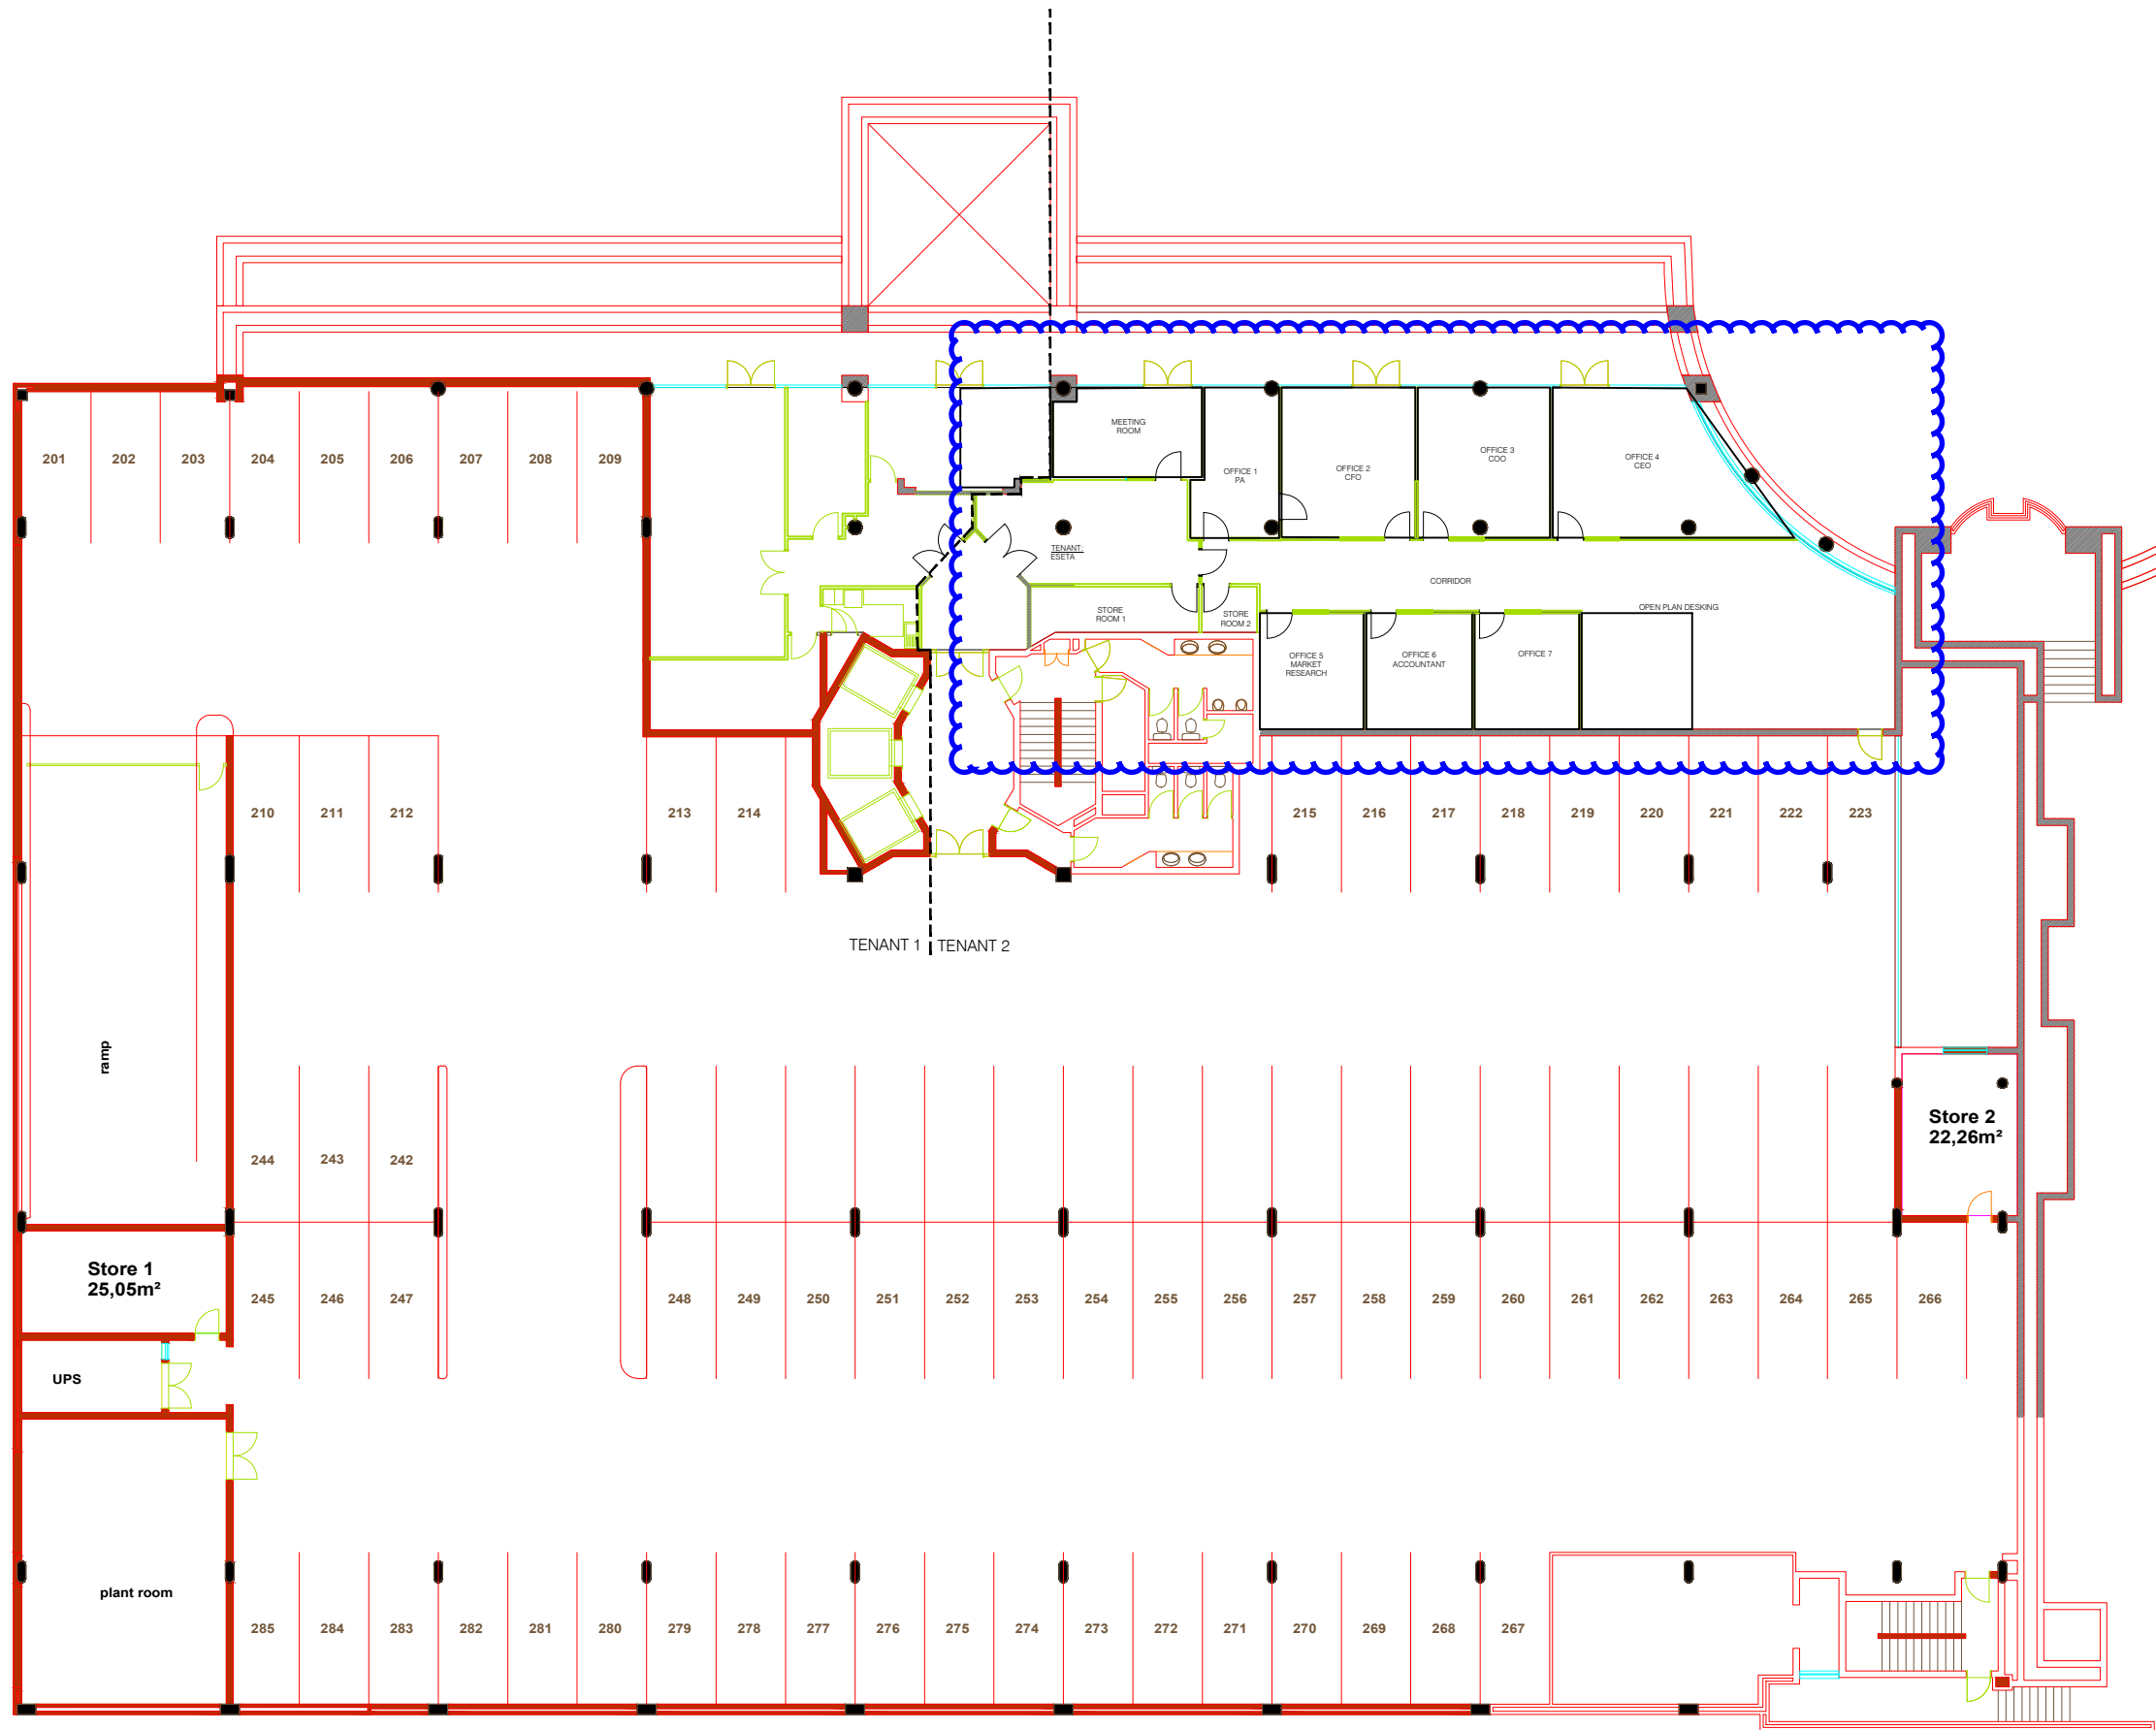 MEETING
ROOM
OFFICE 1
PA
OFFICE 2
CFO
OFFICE 3
COO
OFFICE 4
CEO
201 202 203 204 205 206 207 208 209
TENANT:
ESETA
CORRIDOR
STORE
ROOM 1
STORE
ROOM 2
OPEN PLAN DESKING
OFFICE 5
MARKET
RESEARCH
OFFICE 6
ACCOUNTANT
OFFICE 7
210 211 212 213 214 215 216 217 218 219 220 221 222 223
TENANT 1 TENANT 2
ramp
Store 2
22,26m²
244 243 242
Store 1
25,05m²
245 246 247 248 249 250 251 252 253 254 255 256 257 258 259 260 261 262 263 264 265 266
UPS
plant room
285 284 283 282 281 280 279 278 277 276 275 274 273 272 271 270 269 268 267